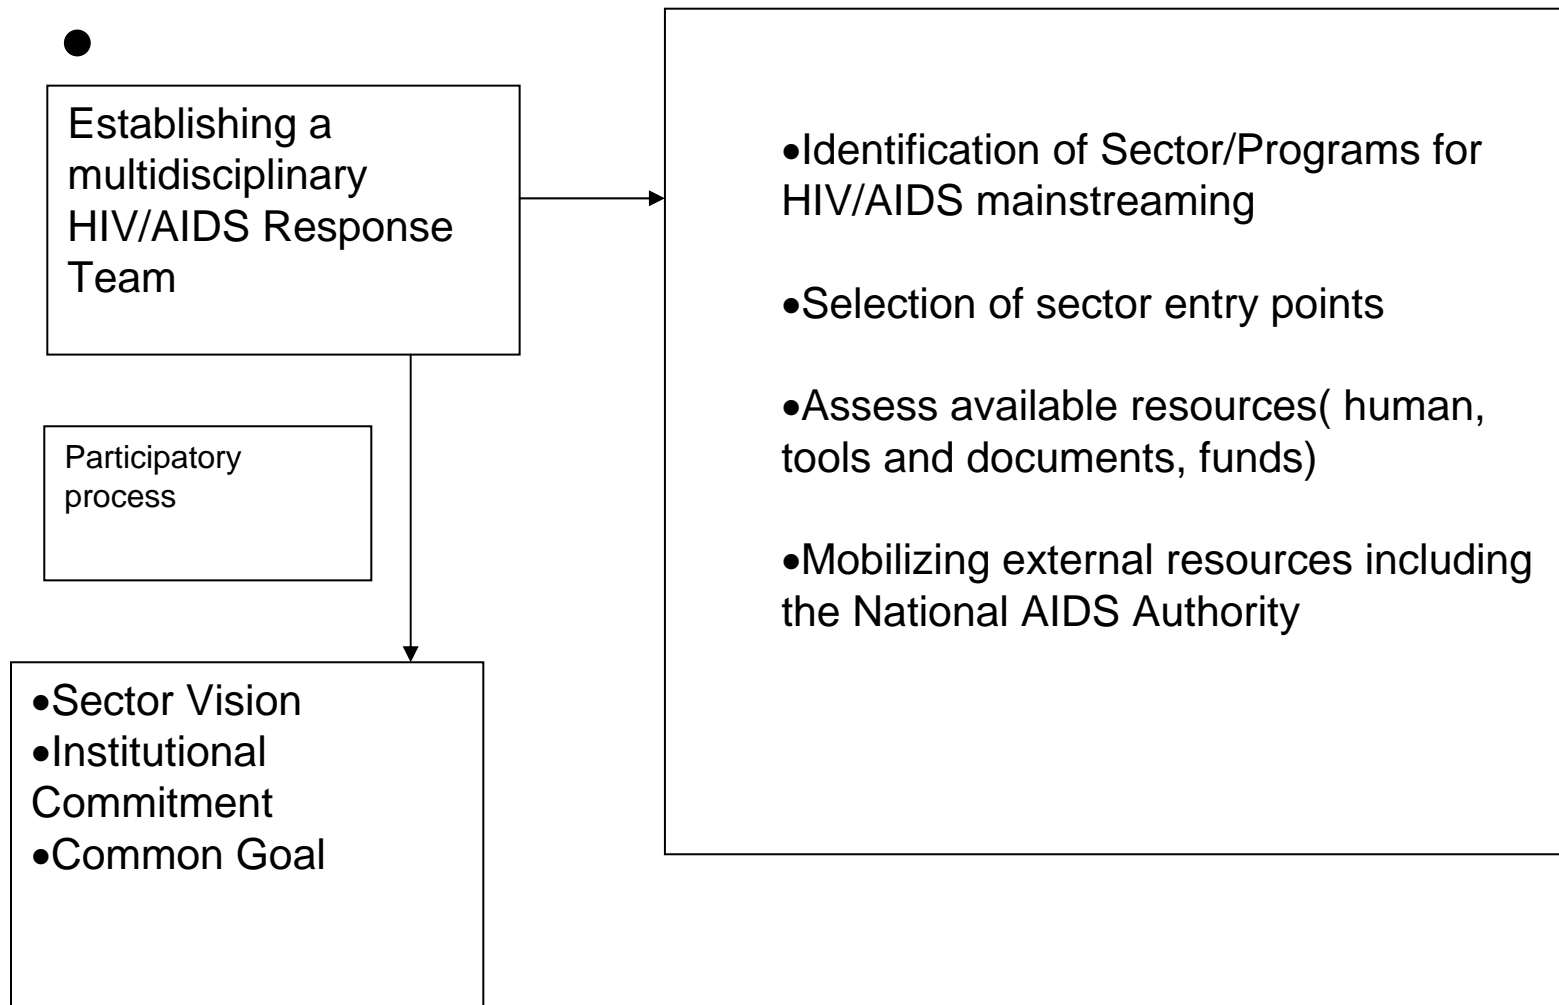 ●
Establishing a
multidisciplinary
HIV/AIDS Response
Team
Participatory
process
●Sector Vision
●Institutional
Commitment
●Common Goal
●Identification of Sector/Programs for
HIV/AIDS mainstreaming
●Selection of sector entry points
●Assess available resources( human,
tools and documents, funds)
●Mobilizing external resources including
the National AIDS Authority